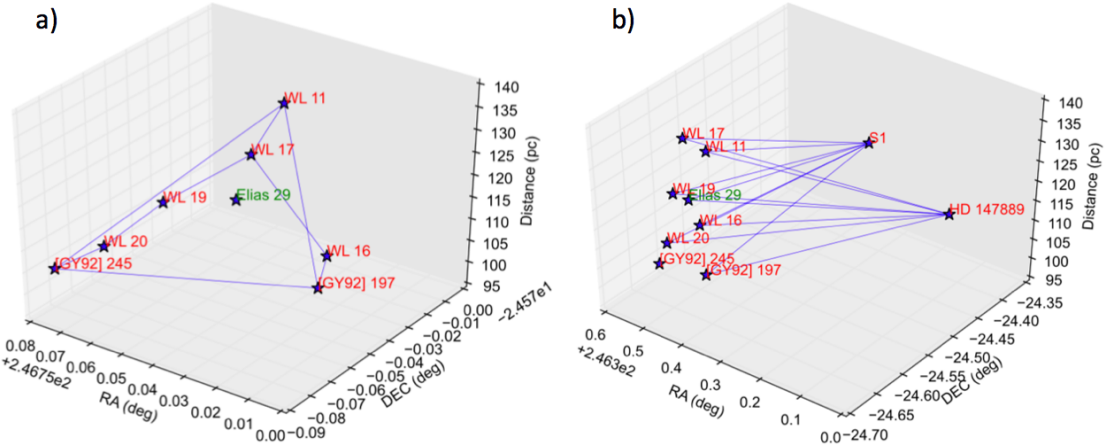 a)
WL 11
WL 17
WL 19
Elias 29
WL 20
WL 16
[GY92] 245
[GY92] 197
140
135
130
125
120
115
110
105
100
95
Distance (pc)
0.08
0.07
0.06
0.05
0.04
0.03
0.02
0.01
0.00
+2.4675e2
RA (deg)
0.00
−0.01
−0.02
−0.03
−0.04
−0.05
−0.06
−0.07
−0.08
−0.09
−2.457e1
DEC (deg)
b)
WL 17
S1
WL 11
WL 19
Elias 29
HD 147889
WL 16
WL 20
[GY92] 245
[GY92] 197
140
135
130
125
120
115
110
105
100
95
Distance (pc)
0.6
0.5
0.4
0.3
0.2
0.1
0.0
+2.463e2
RA (deg)
−24.35
−24.40
−24.45
−24.50
−24.55
−24.60
−24.65
−24.70
DEC (deg)